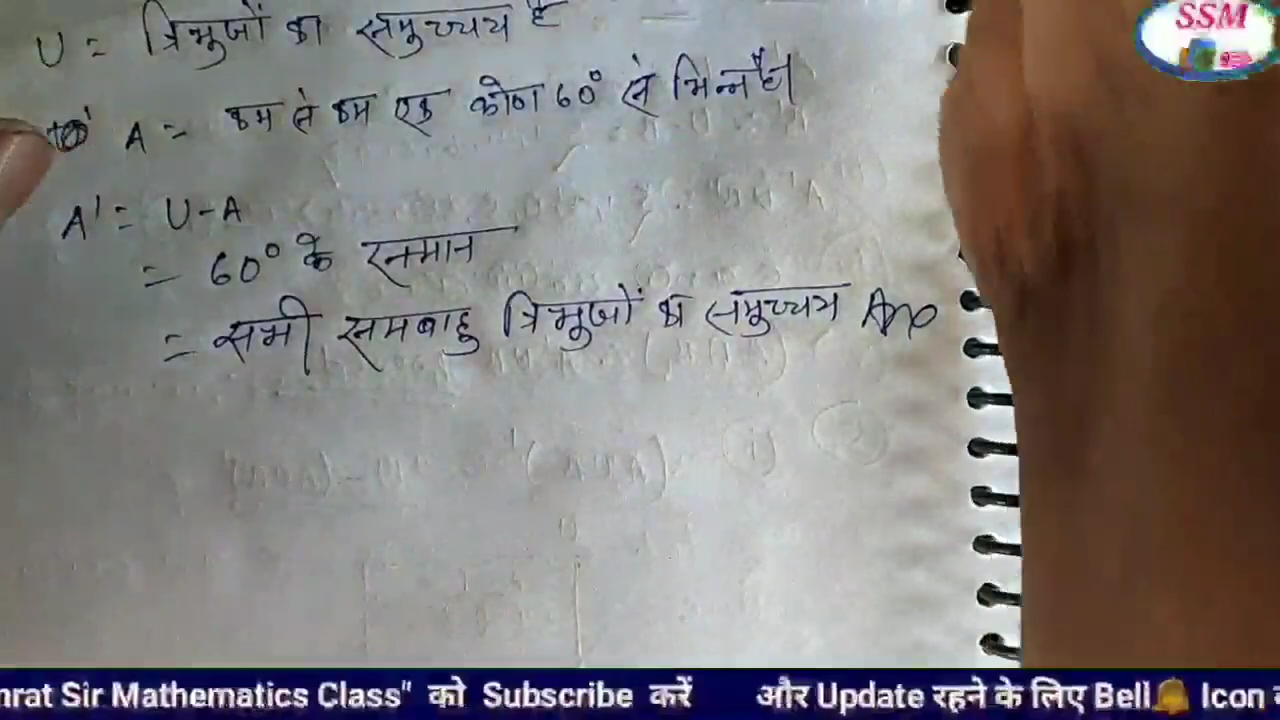 SSM
U = त्रिभुजों का समुच्चय है
A = कम से कम एक कोण 60° से भिन्न है।
A' = U - A
= 60° के समान
= सभी समबाहु त्रिभुजों का समुच्चय Ans
nrat Sir Mathematics Class" को Subscribe करें और Update रहने के लिए Bell🔔 Icon